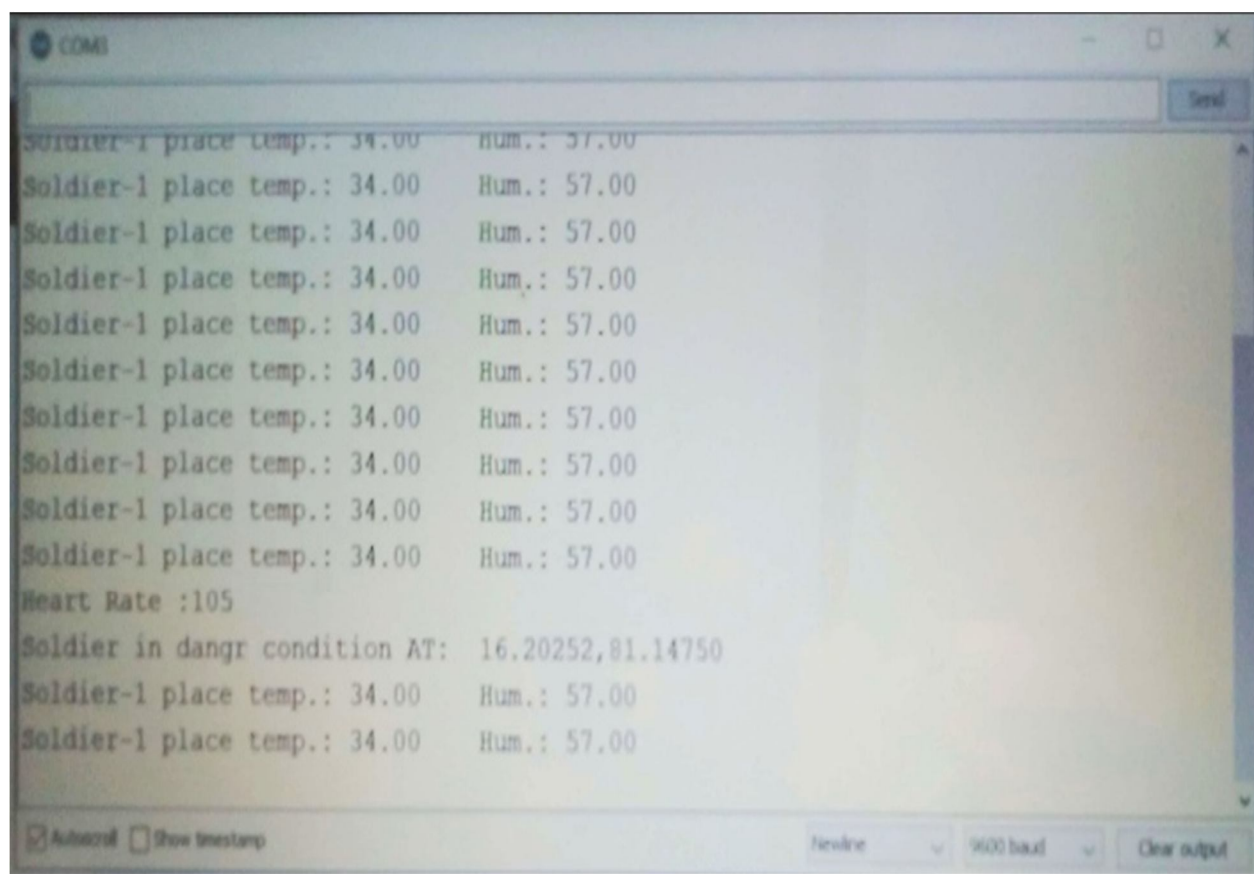 COM3
Send
Soldier-1 place temp.: 34.00 Hum.: 57.00
Soldier-1 place temp.: 34.00 Hum.: 57.00
Soldier-1 place temp.: 34.00 Hum.: 57.00
Soldier-1 place temp.: 34.00 Hum.: 57.00
Soldier-1 place temp.: 34.00 Hum.: 57.00
Soldier-1 place temp.: 34.00 Hum.: 57.00
Soldier-1 place temp.: 34.00 Hum.: 57.00
Soldier-1 place temp.: 34.00 Hum.: 57.00
Soldier-1 place temp.: 34.00 Hum.: 57.00
Soldier-1 place temp.: 34.00 Hum.: 57.00
Heart Rate :105
Soldier in dangr condition AT: 16.20252,81.14750
Soldier-1 place temp.: 34.00 Hum.: 57.00
Soldier-1 place temp.: 34.00 Hum.: 57.00
Autoscroll Show timestamp Newline 9600 baud Clear output